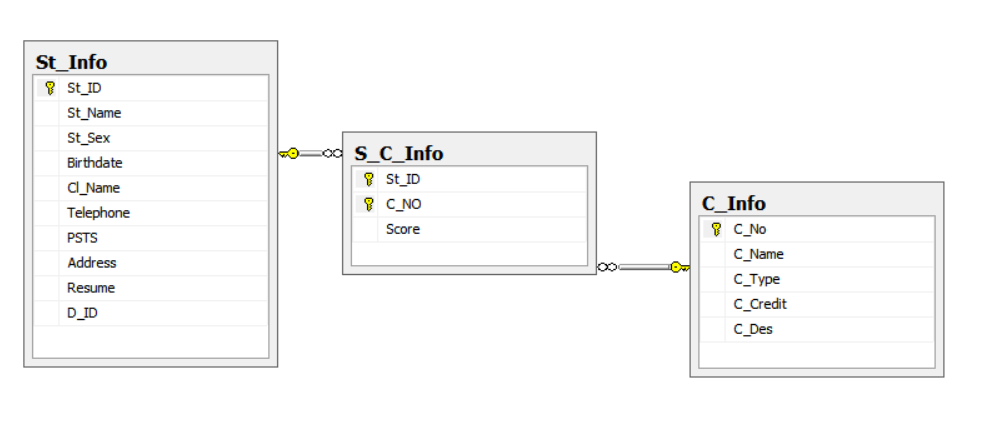 St_Info
St_ID
St_Name
St_Sex
Birthdate
Cl_Name
Telephone
PSTS
Address
Resume
D_ID
S_C_Info
St_ID
C_NO
Score
C_Info
C_No
C_Name
C_Type
C_Credit
C_Des